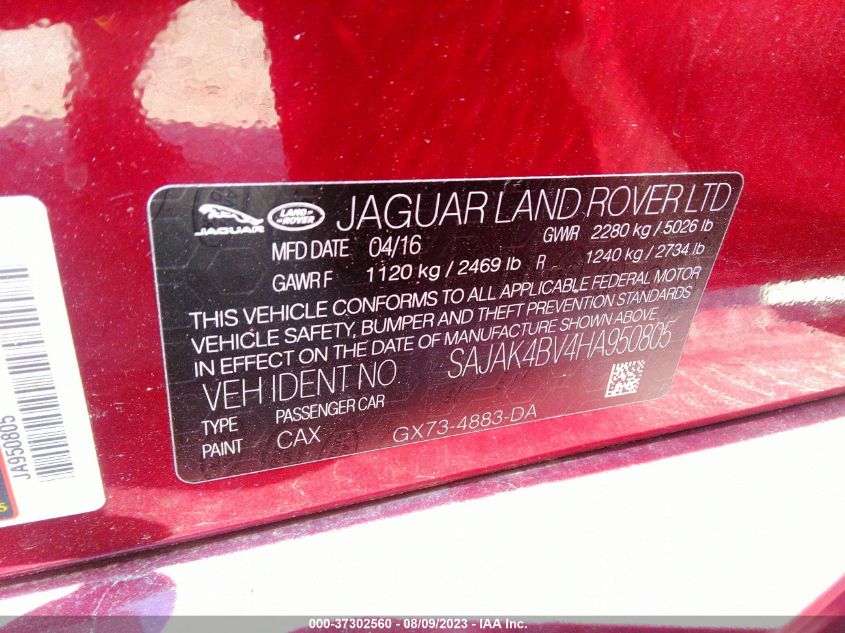 JAGUAR
LAND ROVER
JAGUAR LAND ROVER LTD
MFD DATE 04/16 GVWR 2280 kg / 5026 lb
GAWR F 1120 kg / 2469 lb R 1240 kg / 2734 lb
THIS VEHICLE CONFORMS TO ALL APPLICABLE FEDERAL MOTOR
VEHICLE SAFETY, BUMPER AND THEFT PREVENTION STANDARDS
IN EFFECT ON THE DATE OF MANUFACTURE SHOWN ABOVE
VEH IDENT NO SAJAK4BV4HA950805
TYPE PASSENGER CAR
PAINT CAX GX73-4883-DA
JA950805
000-37302560 - 08/09/2023 - IAA Inc.